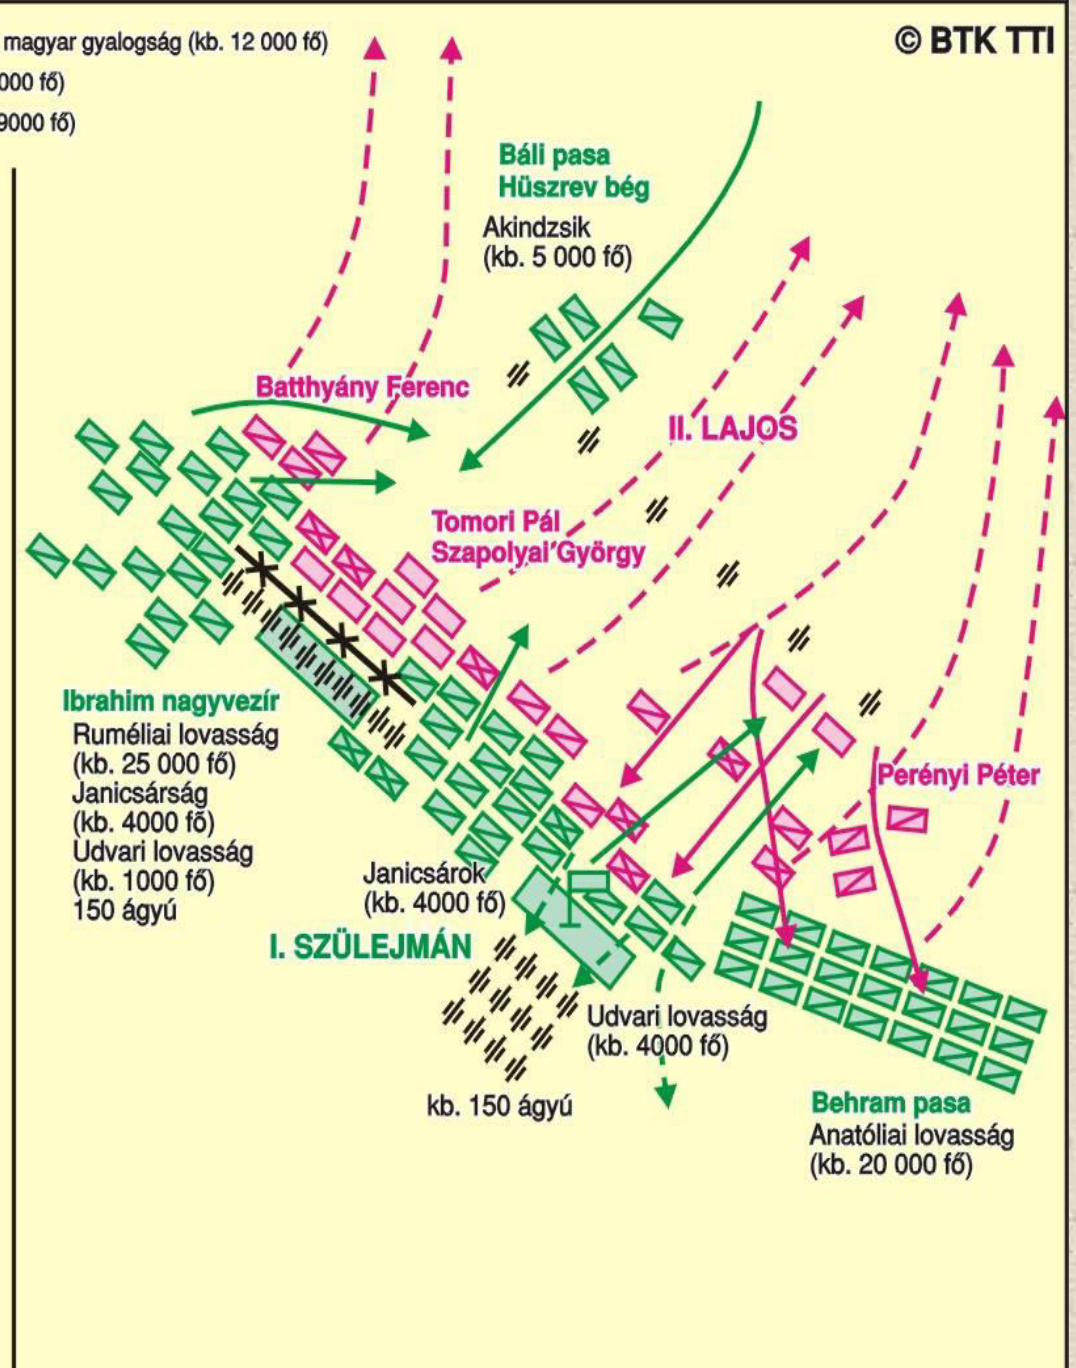 magyar gyalogság (kb. 12 000 fő)
000 fő)
9000 fő)
© BTK TTI
Báli pasa
Hüszrev bég
Akindzsik
(kb. 5 000 fő)
Batthyány Ferenc
II. LAJOS
Tomori Pál
Szapolyai György
Ibrahim nagyvezír
Ruméliai lovasság
(kb. 25 000 fő)
Janicsárság
(kb. 4000 fő)
Udvari lovasság
(kb. 1000 fő)
150 ágyú
Perényi Péter
Janicsárok
(kb. 4000 fő)
I. SZÜLEJMÁN
Udvari lovasság
(kb. 4000 fő)
kb. 150 ágyú
Behram pasa
Anatóliai lovasság
(kb. 20 000 fő)